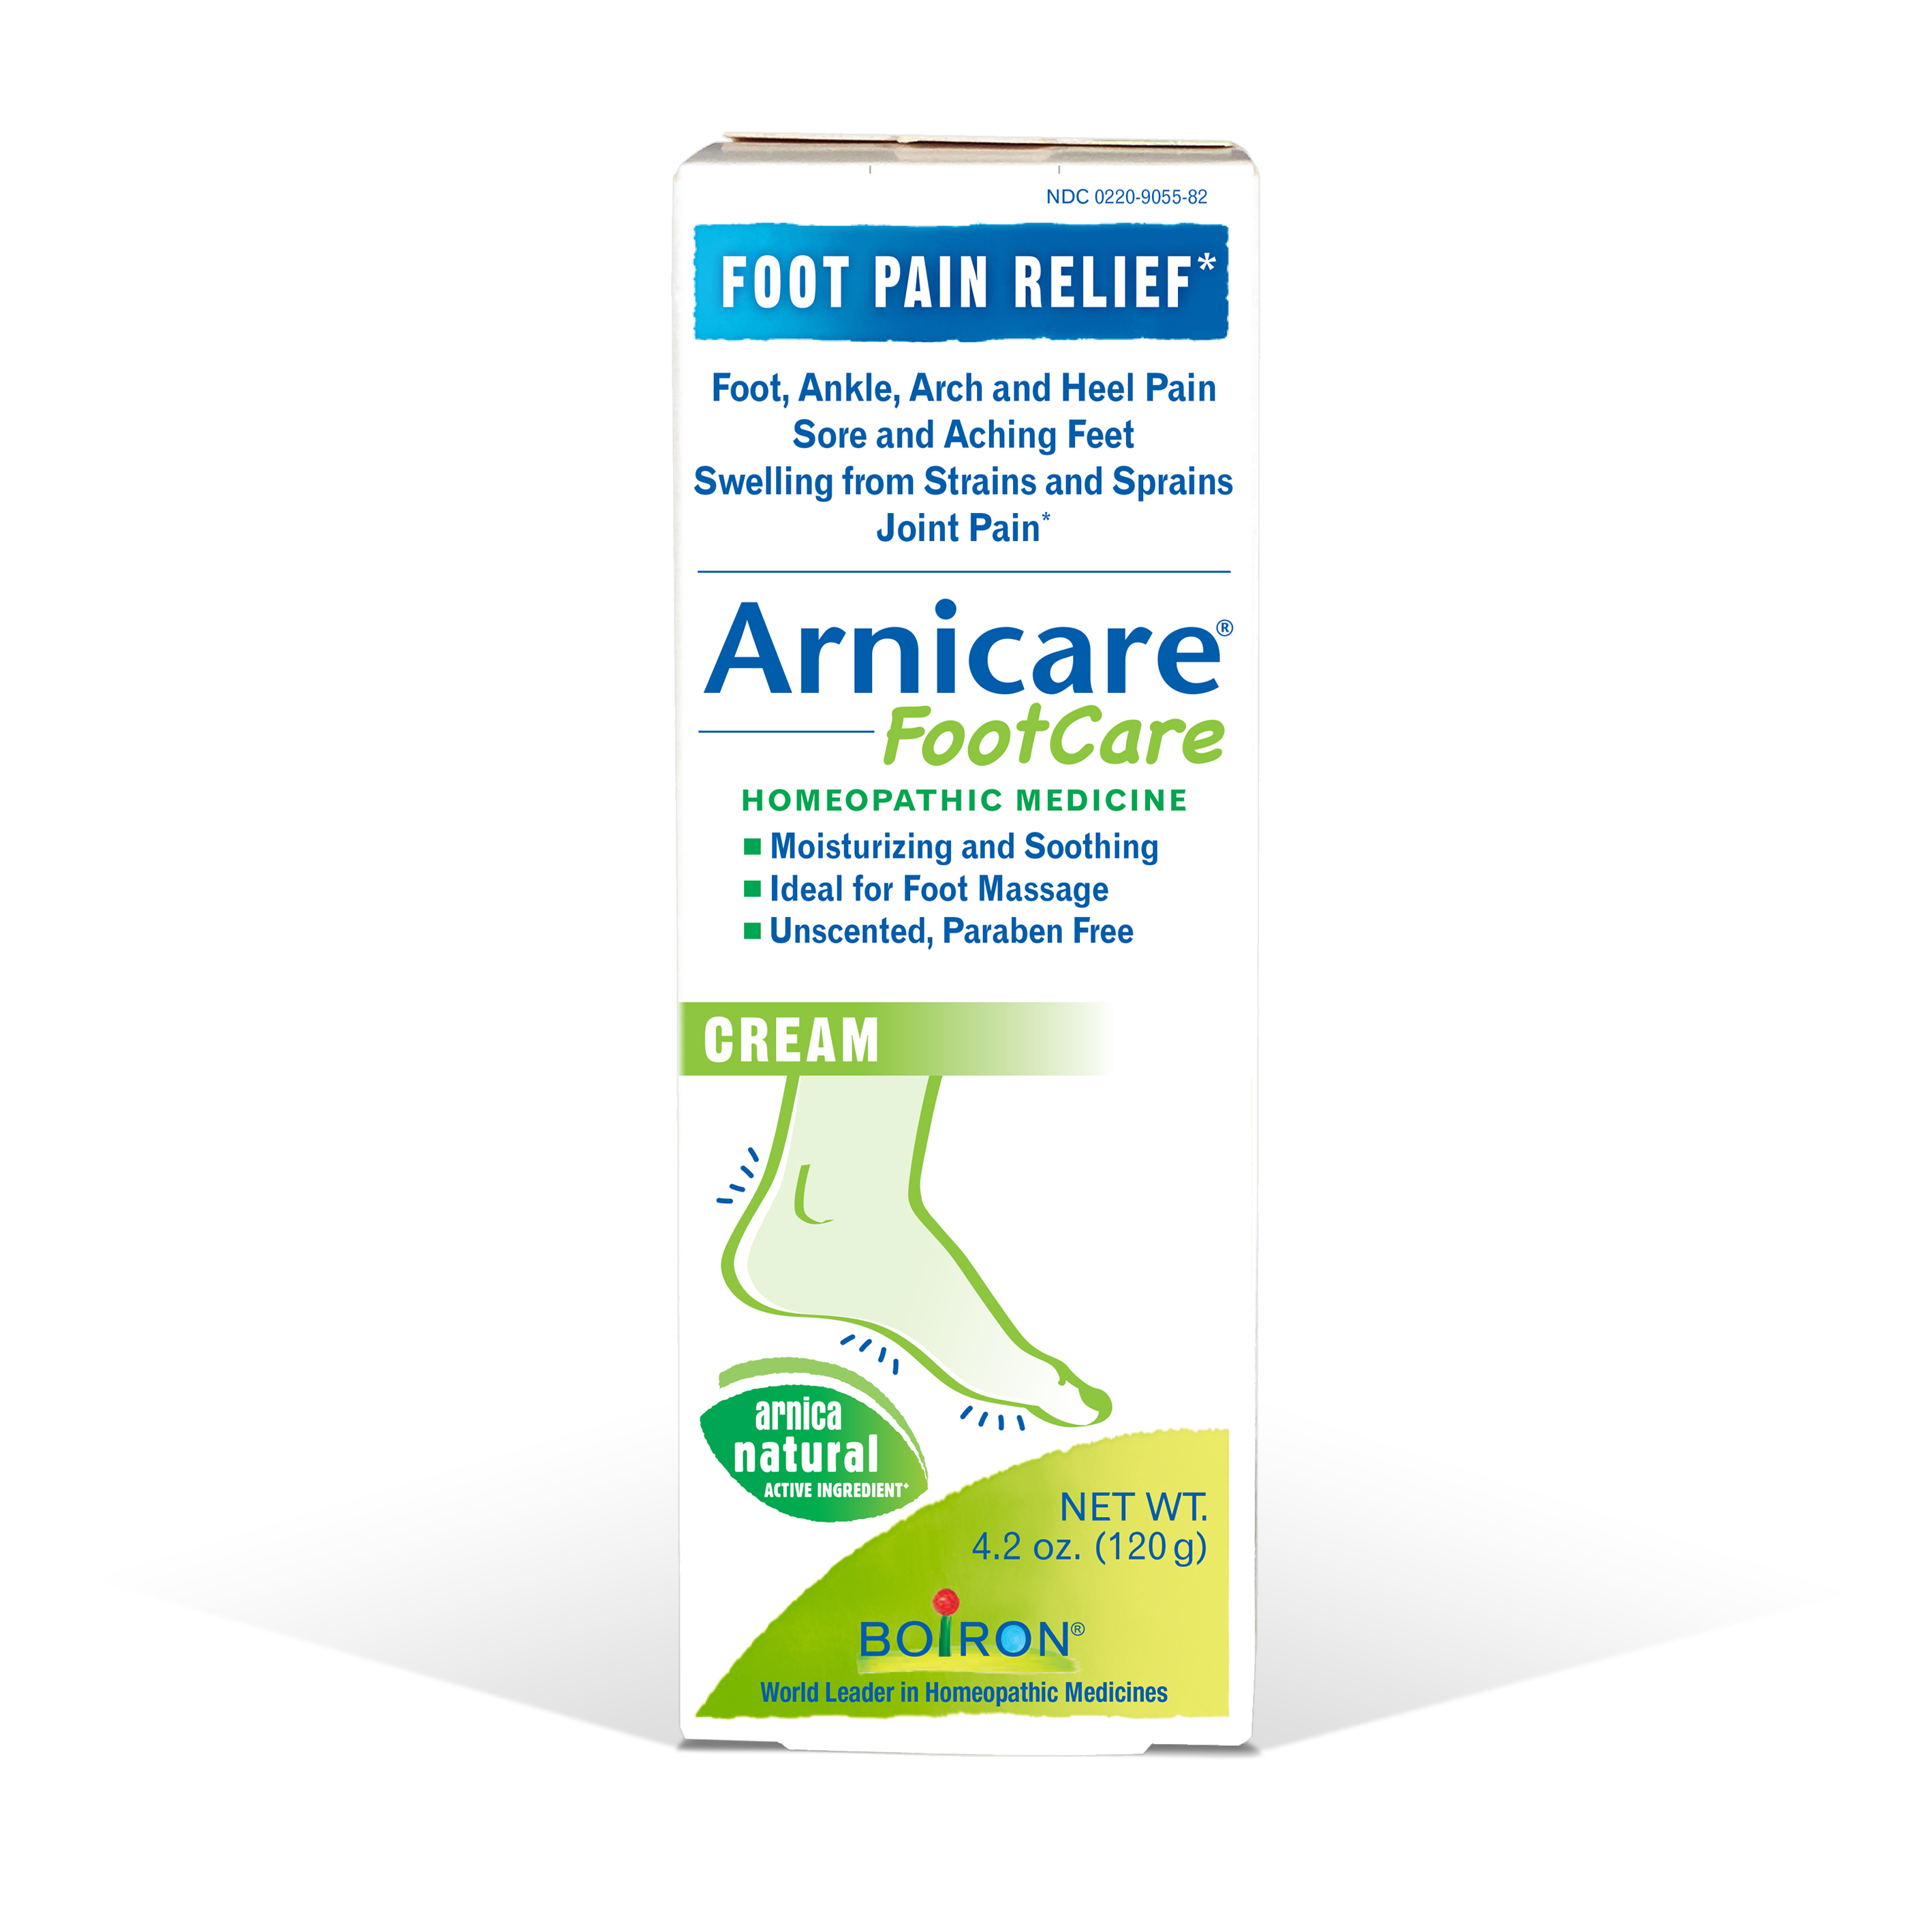 NDC 0220-9055-82
FOOT PAIN RELIEF*
Foot, Ankle, Arch and Heel Pain
Sore and Aching Feet
Swelling from Strains and Sprains
Joint Pain*
Arnicare®
FootCare
HOMEOPATHIC MEDICINE
■ Moisturizing and Soothing
■ Ideal for Foot Massage
■ Unscented, Paraben Free
CREAM
arnica
natural
ACTIVE INGREDIENT⁺
NET WT.
4.2 oz. (120 g)
BOIRON®
World Leader in Homeopathic Medicines